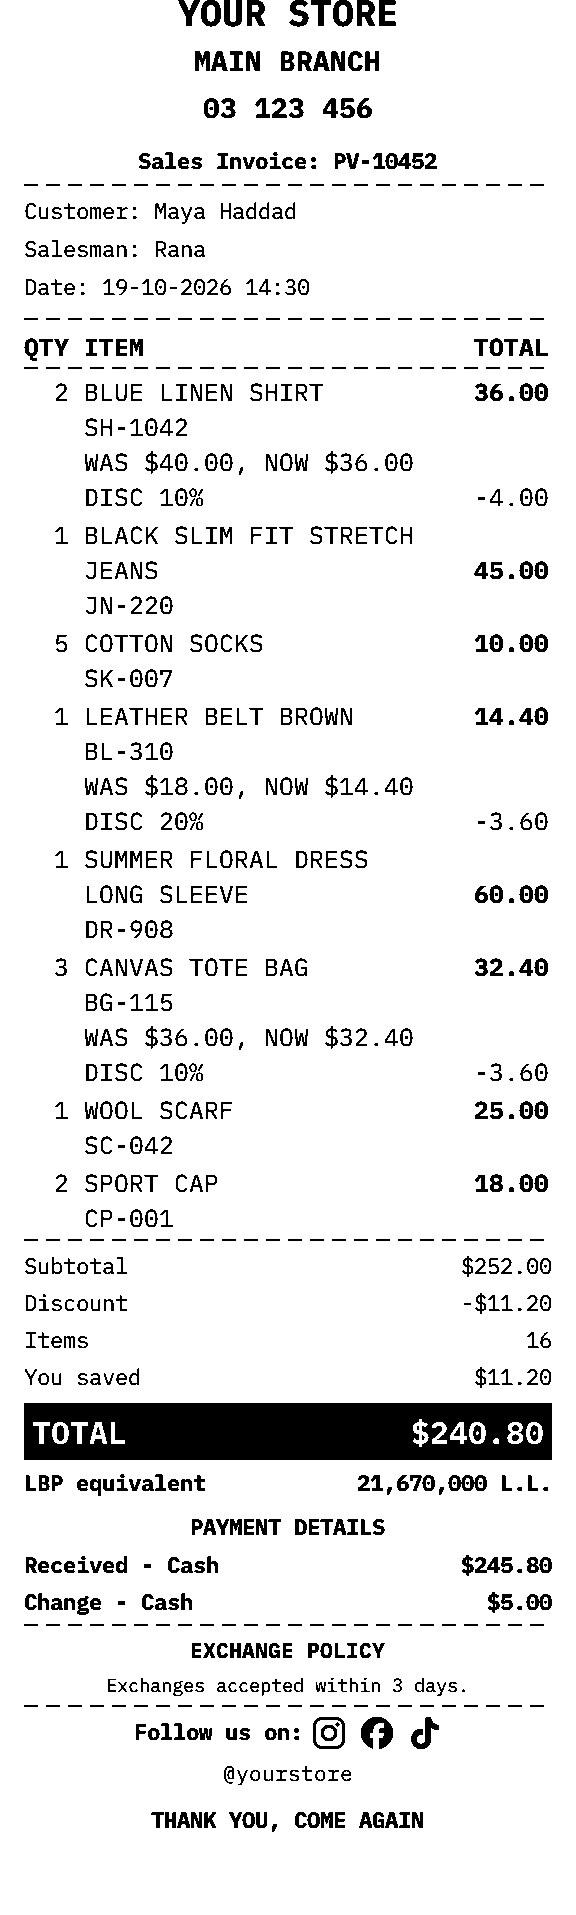 YOUR STORE
MAIN BRANCH
03 123 456
Sales Invoice: PV-10452
Customer: Maya Haddad
Salesman: Rana
Date: 19-10-2026 14:30
QTY ITEM TOTAL
2 BLUE LINEN SHIRT 36.00
SH-1042
WAS $40.00, NOW $36.00
DISC 10% -4.00
1 BLACK SLIM FIT STRETCH
JEANS 45.00
JN-220
5 COTTON SOCKS 10.00
SK-007
1 LEATHER BELT BROWN 14.40
BL-310
WAS $18.00, NOW $14.40
DISC 20% -3.60
1 SUMMER FLORAL DRESS
LONG SLEEVE 60.00
DR-908
3 CANVAS TOTE BAG 32.40
BG-115
WAS $36.00, NOW $32.40
DISC 10% -3.60
1 WOOL SCARF 25.00
SC-042
2 SPORT CAP 18.00
CP-001
Subtotal $252.00
Discount -$11.20
Items 16
You saved $11.20
TOTAL $240.80
LBP equivalent 21,670,000 L.L.
PAYMENT DETAILS
Received - Cash $245.80
Change - Cash $5.00
EXCHANGE POLICY
Exchanges accepted within 3 days.
Follow us on:
@yourstore
THANK YOU, COME AGAIN